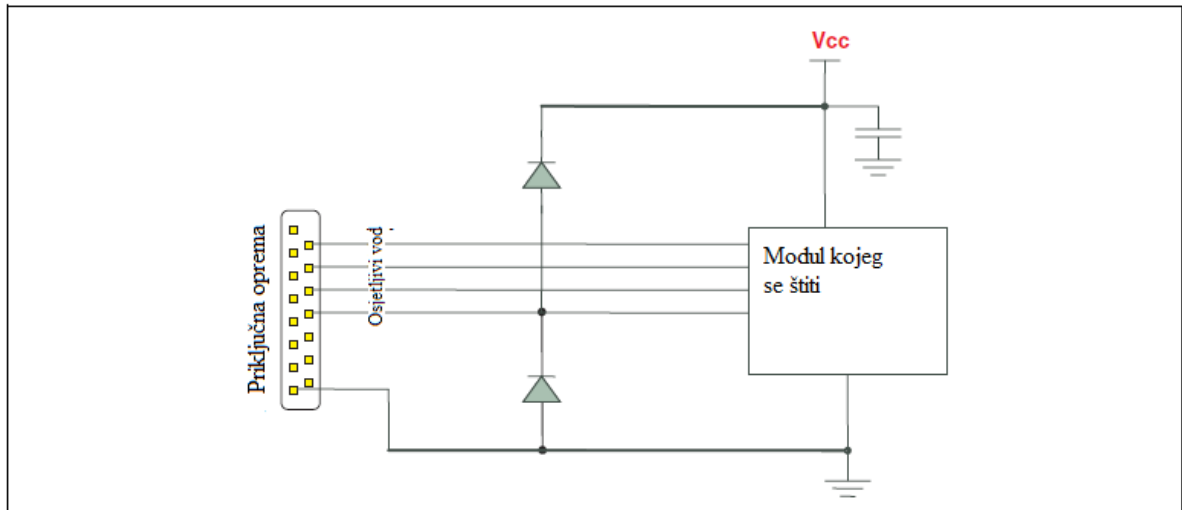 Vcc
Priključna oprema
Osjetljivi vod
Modul kojeg
se štiti